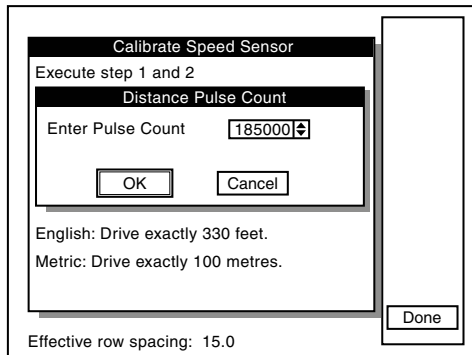 Calibrate Speed Sensor
Execute step 1 and 2
Distance Pulse Count
Enter Pulse Count 185000
OK Cancel
English: Drive exactly 330 feet.
Metric: Drive exactly 100 metres.
Done
Effective row spacing: 15.0